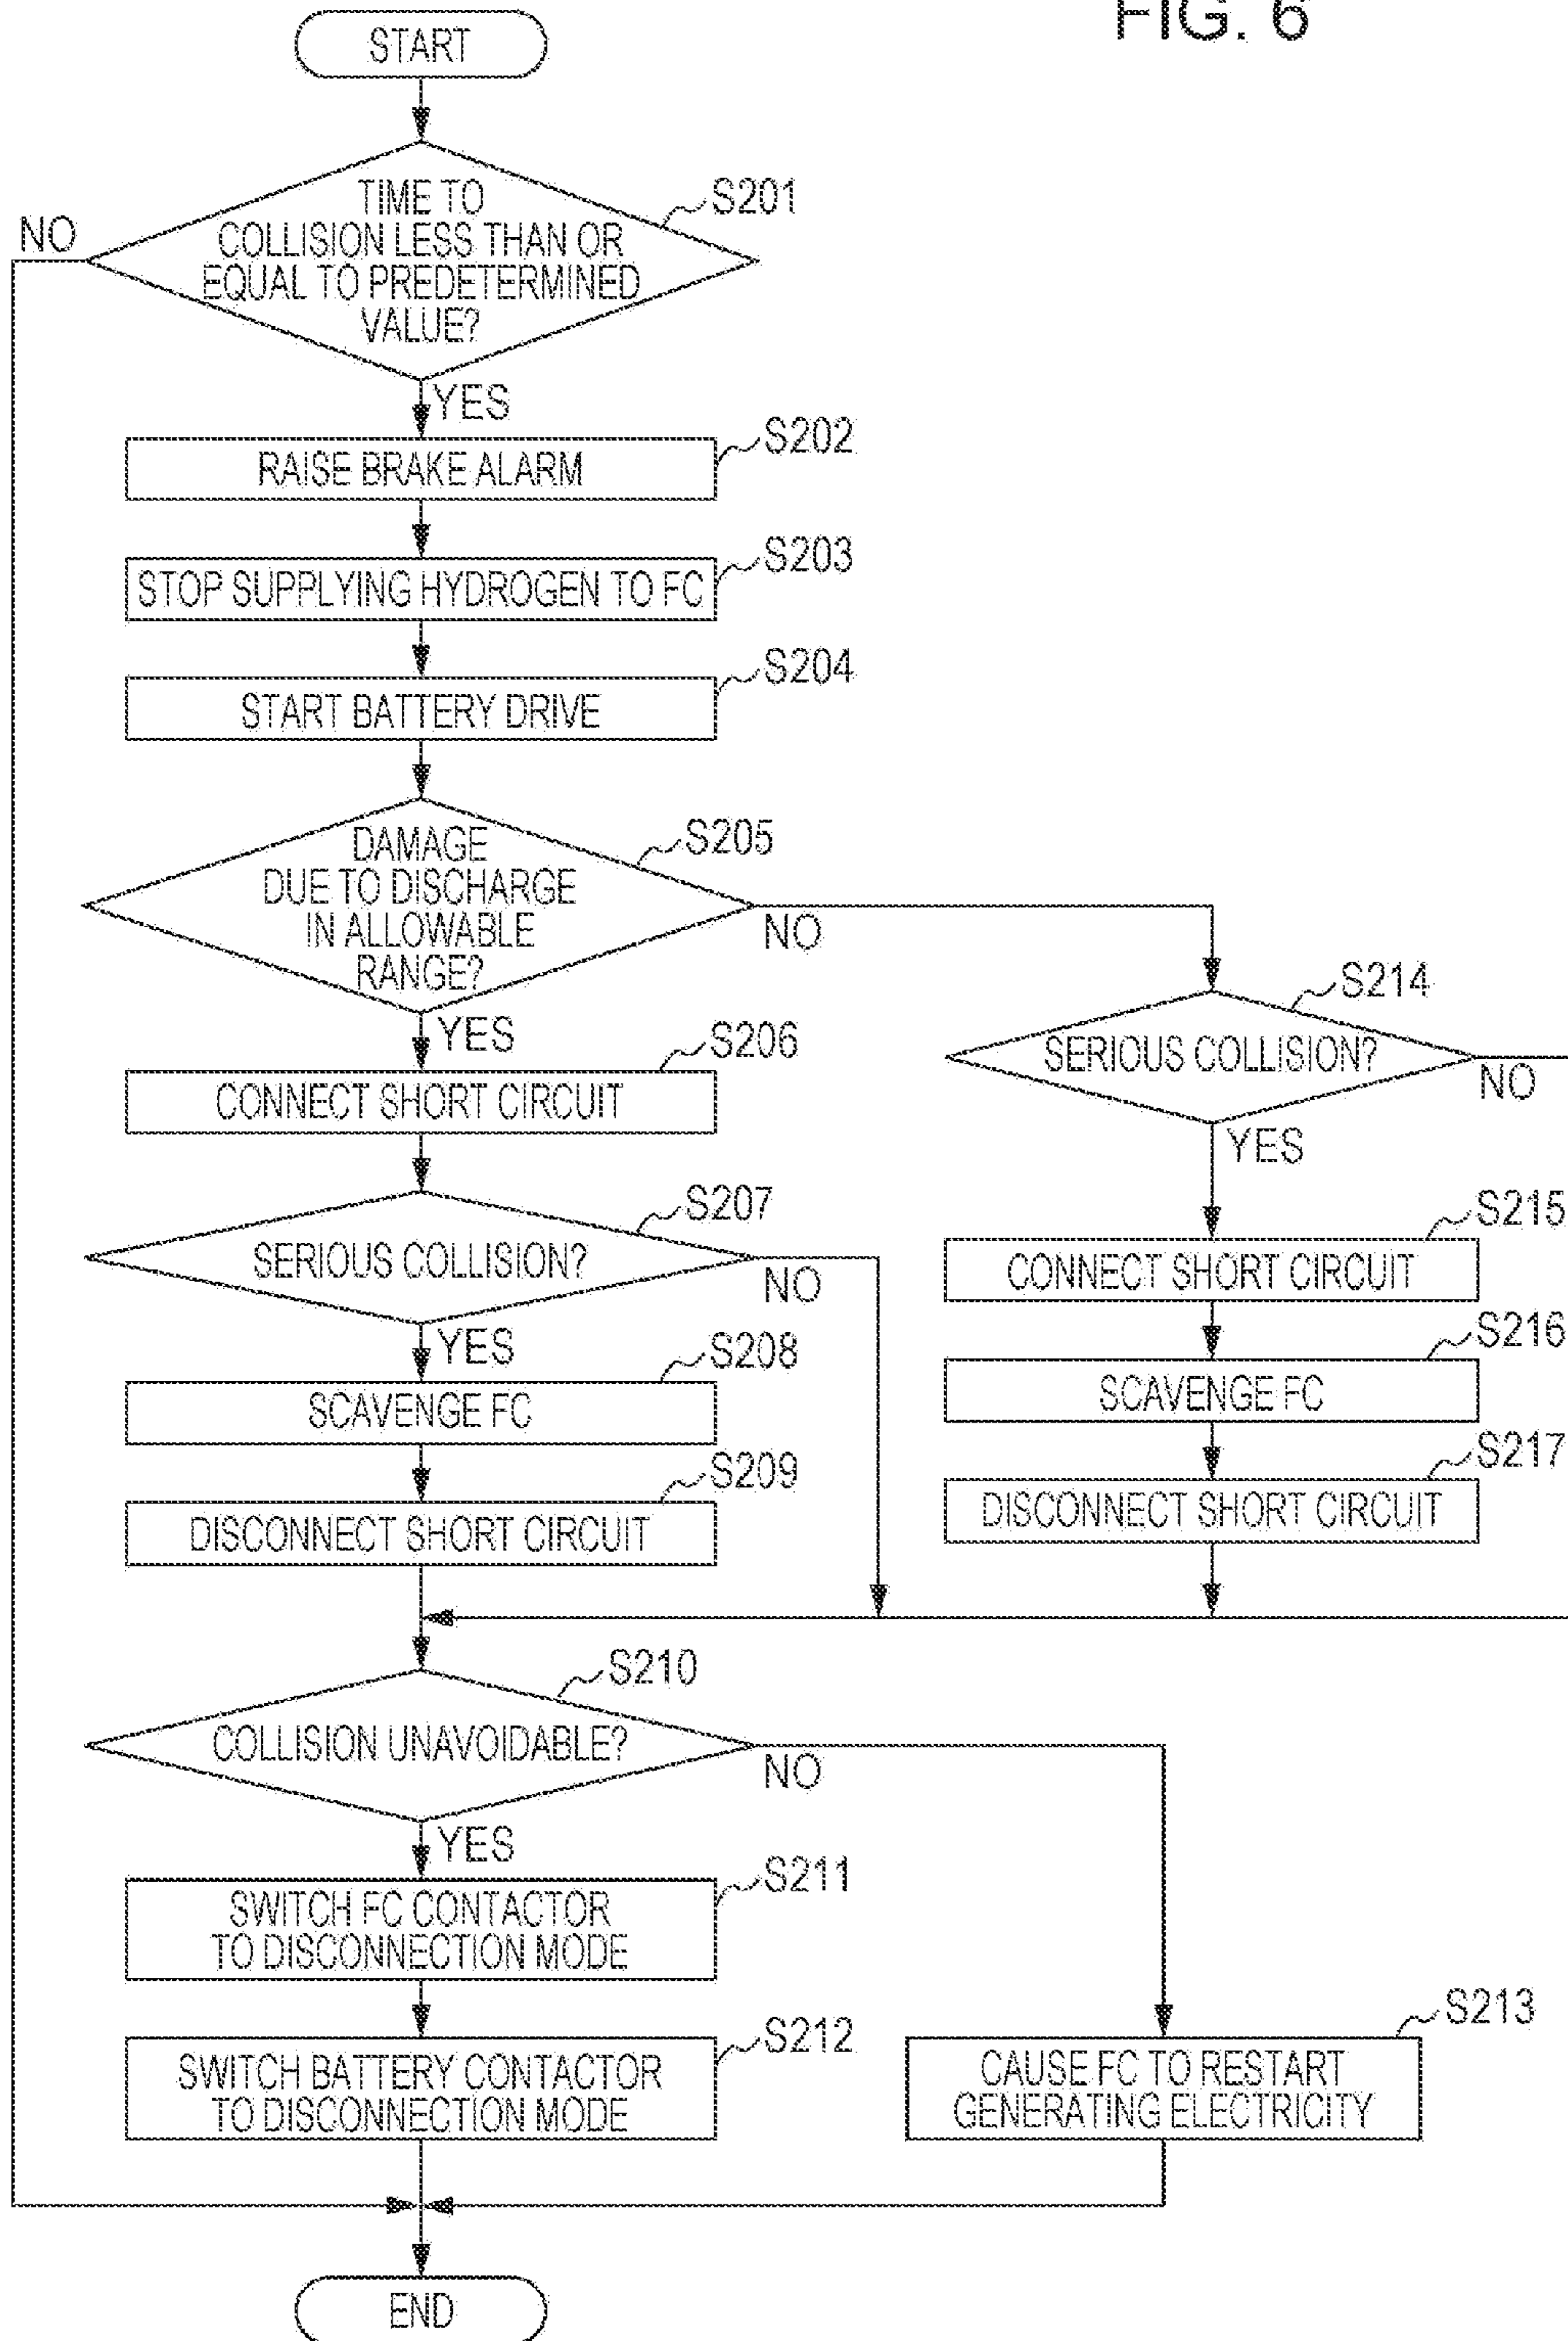 FIG. 6
START
TIME TO
COLLISION LESS THAN OR
EQUAL TO PREDETERMINED
VALUE?
S201
NO
YES
RAISE BRAKE ALARM
S202
STOP SUPPLYING HYDROGEN TO FC
S203
START BATTERY DRIVE
S204
DAMAGE
DUE TO DISCHARGE
IN ALLOWABLE
RANGE?
S205
NO
YES
CONNECT SHORT CIRCUIT
S206
SERIOUS COLLISION?
S207
NO
YES
SCAVENGE FC
S208
DISCONNECT SHORT CIRCUIT
S209
SERIOUS COLLISION?
S214
NO
YES
CONNECT SHORT CIRCUIT
S215
SCAVENGE FC
S216
DISCONNECT SHORT CIRCUIT
S217
COLLISION UNAVOIDABLE?
S210
NO
YES
SWITCH FC CONTACTOR
TO DISCONNECTION MODE
S211
SWITCH BATTERY CONTACTOR
TO DISCONNECTION MODE
S212
CAUSE FC TO RESTART
GENERATING ELECTRICITY
S213
END